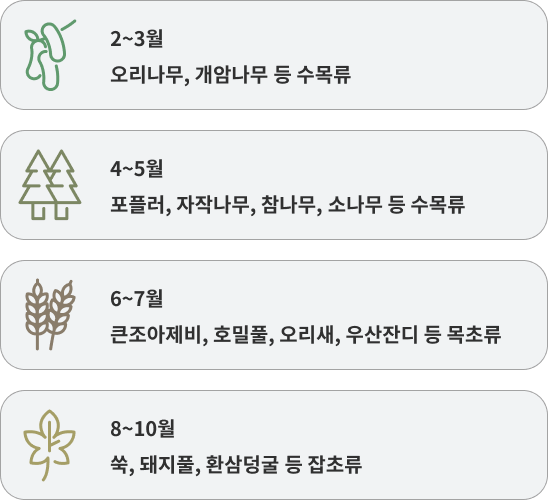 2~3월
오리나무, 개암나무 등 수목류
4~5월
포플러, 자작나무, 참나무, 소나무 등 수목류
6~7월
큰조아제비, 호밀풀, 오리새, 우산잔디 등 목초류
8~10월
쑥, 돼지풀, 환삼덩굴 등 잡초류